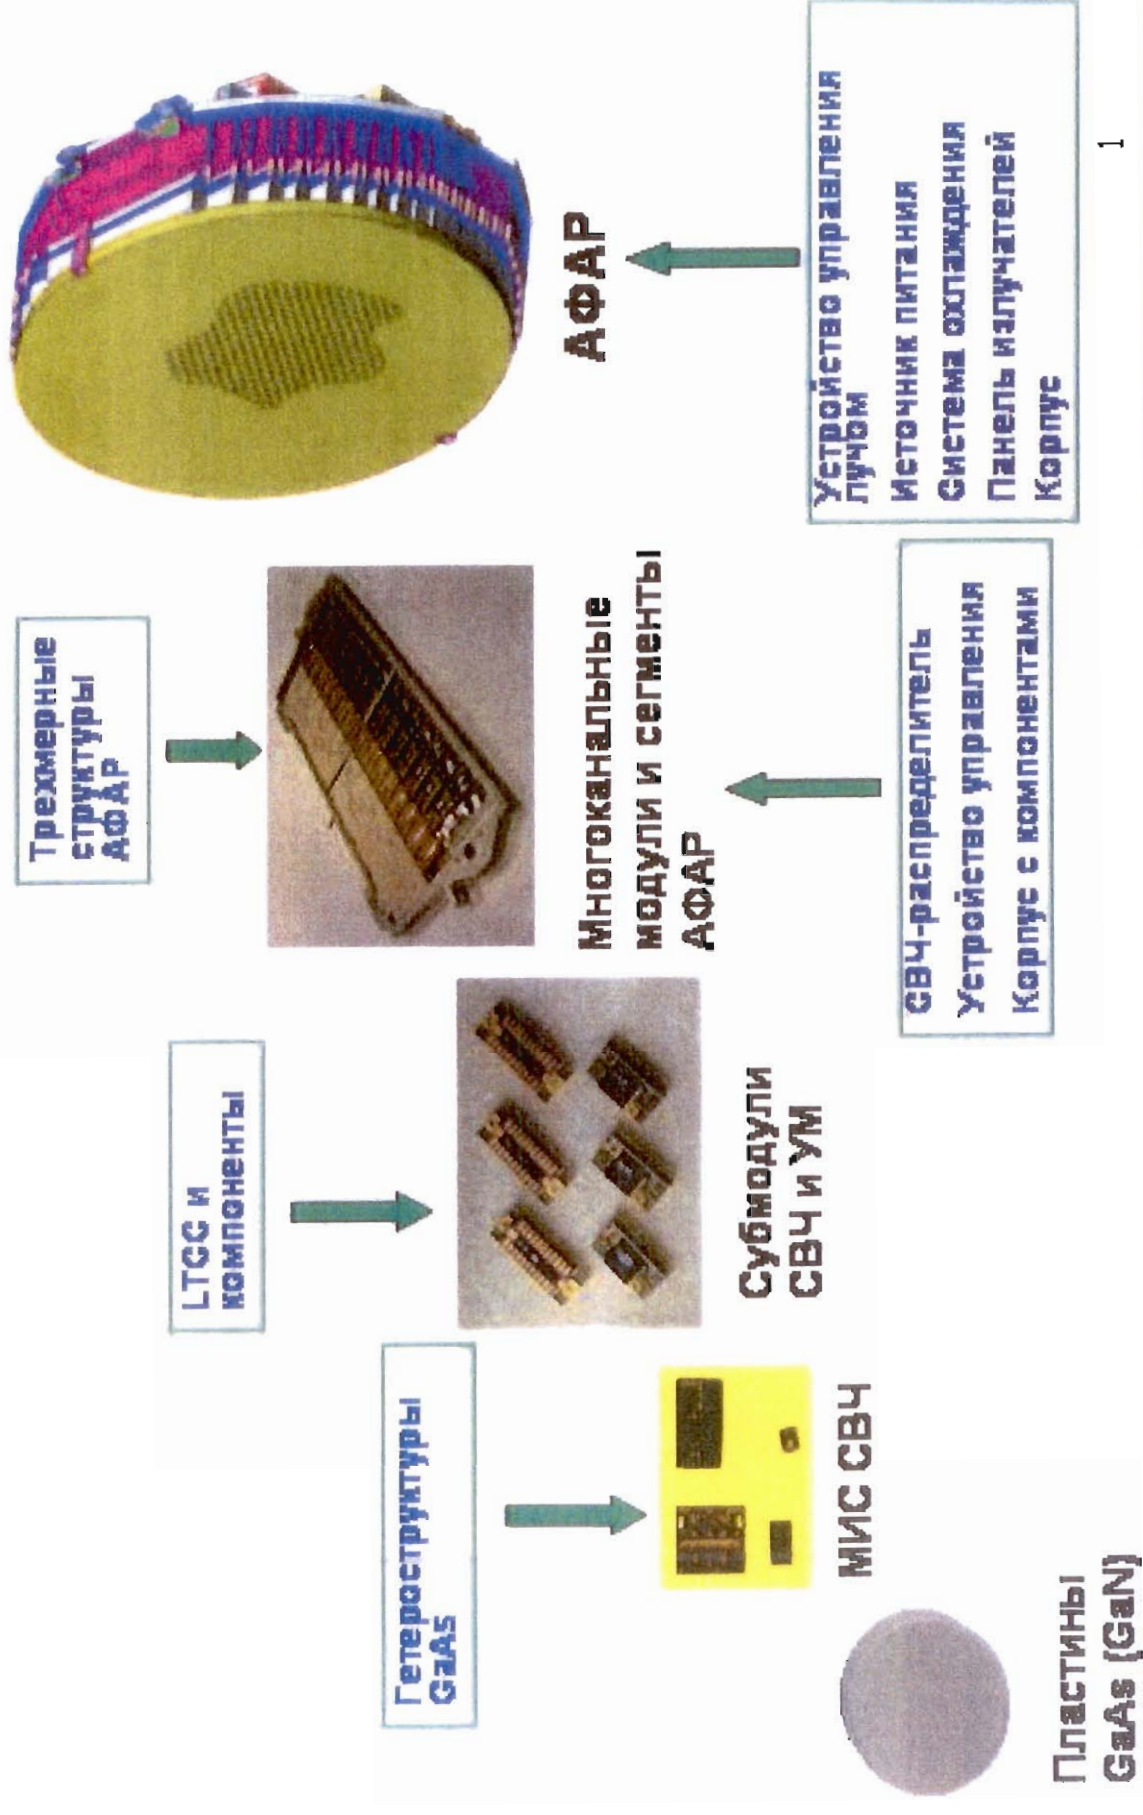 Трехмерные
структуры
АФАР
LTCC и
компоненты
Гетероструктуры
GaAs
Пластины
GaAs (GaN)
МИС СВЧ
Субмодули
СВЧ и УМ
Многоканальные
модули и сегменты
АФАР
АФАР
СВЧ-распределитель
Устройство управления
Корпус с компонентами
Устройство управления
лучом
Источник питания
Система охлаждения
Панель излучателей
Корпус
1